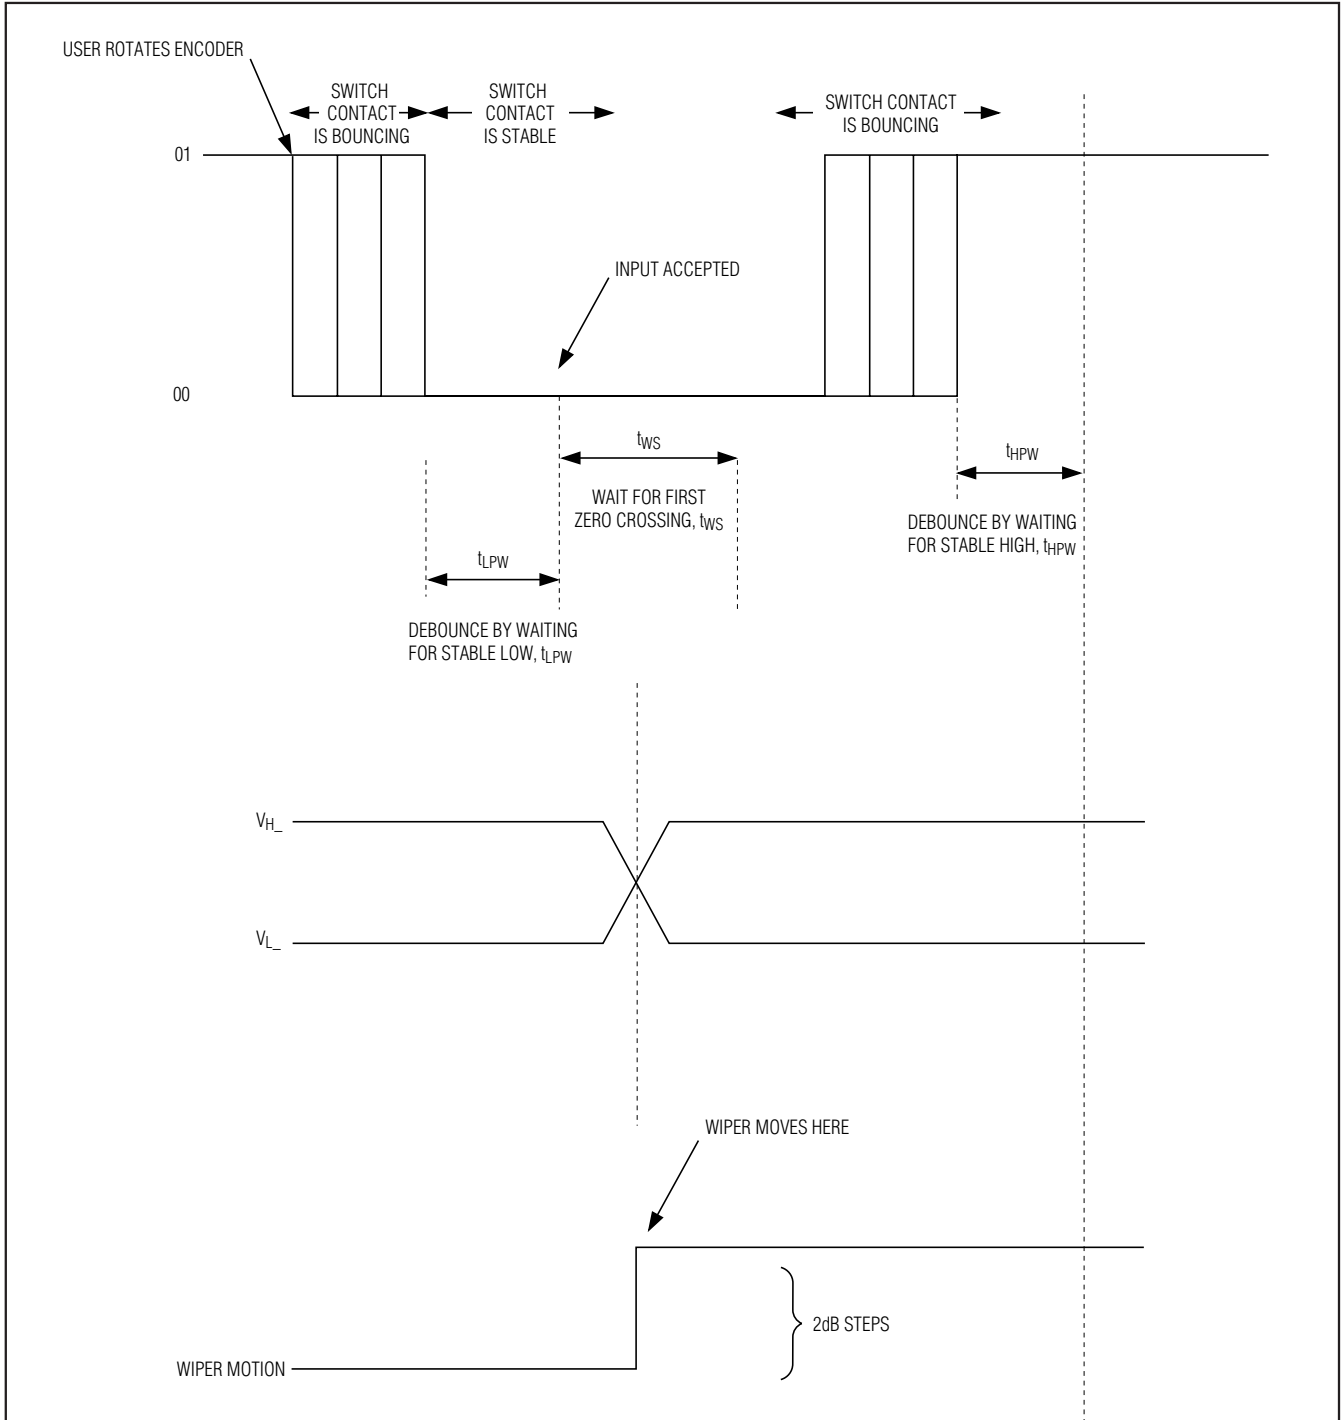 USER ROTATES ENCODER
SWITCH
CONTACT
IS BOUNCING
SWITCH
CONTACT
IS STABLE
SWITCH CONTACT
IS BOUNCING
01
INPUT ACCEPTED
00
tWS
WAIT FOR FIRST
ZERO CROSSING, tWS
tHPW
DEBOUNCE BY WAITING
FOR STABLE HIGH, tHPW
tLPW
DEBOUNCE BY WAITING
FOR STABLE LOW, tLPW
VH_
VL_
WIPER MOVES HERE
2dB STEPS
WIPER MOTION